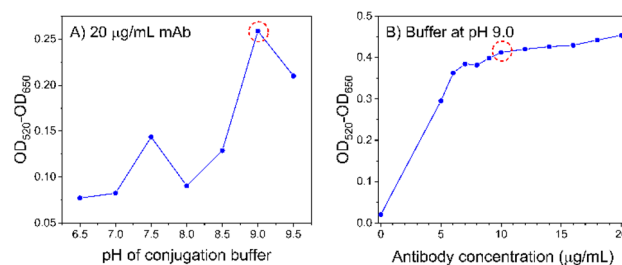 A) 20 μg/mL mAb
OD520-OD650
0.25
0.20
0.15
0.10
0.05
6.5 7.0 7.5 8.0 8.5 9.0 9.5
pH of conjugation buffer
B) Buffer at pH 9.0
OD520-OD650
0.5
0.4
0.3
0.2
0.1
0.0
0 5 10 15 20
Antibody concentration (μg/mL)